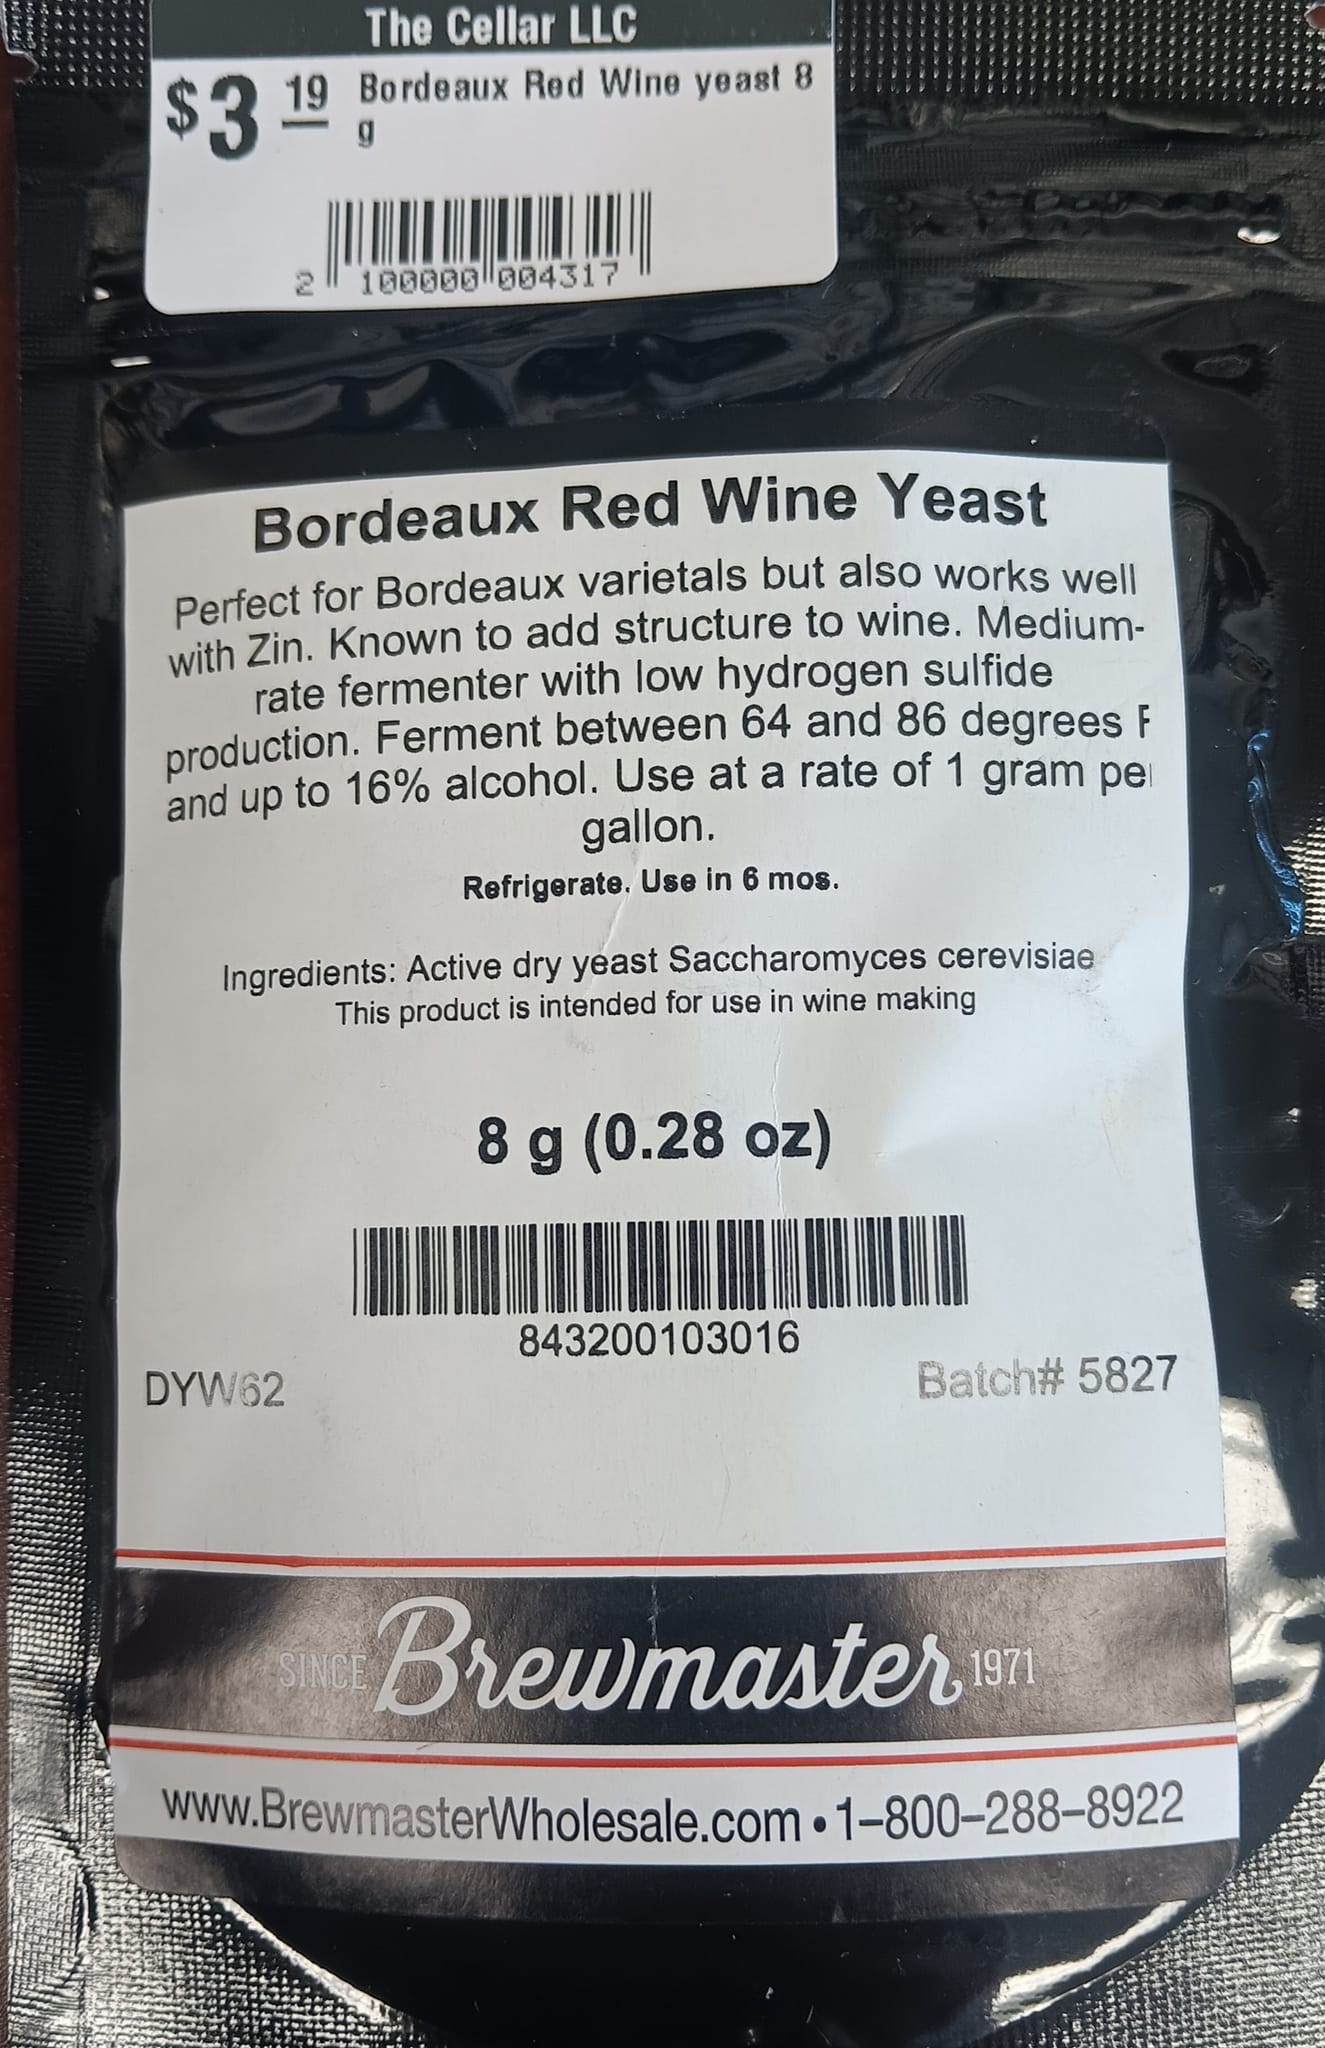 The Cellar LLC
$3 19 Bordeaux Red Wine yeast 8
g
2 100000 004317
Bordeaux Red Wine Yeast
Perfect for Bordeaux varietals but also works well
with Zin. Known to add structure to wine. Medium-
rate fermenter with low hydrogen sulfide
production. Ferment between 64 and 86 degrees F
and up to 16% alcohol. Use at a rate of 1 gram per
gallon.
Refrigerate. Use in 6 mos.
Ingredients: Active dry yeast Saccharomyces cerevisiae
This product is intended for use in wine making
8 g (0.28 oz)
843200103016
DYW62 Batch# 5827
SINCE Brewmaster 1971
www.BrewmasterWholesale.com • 1-800-288-8922